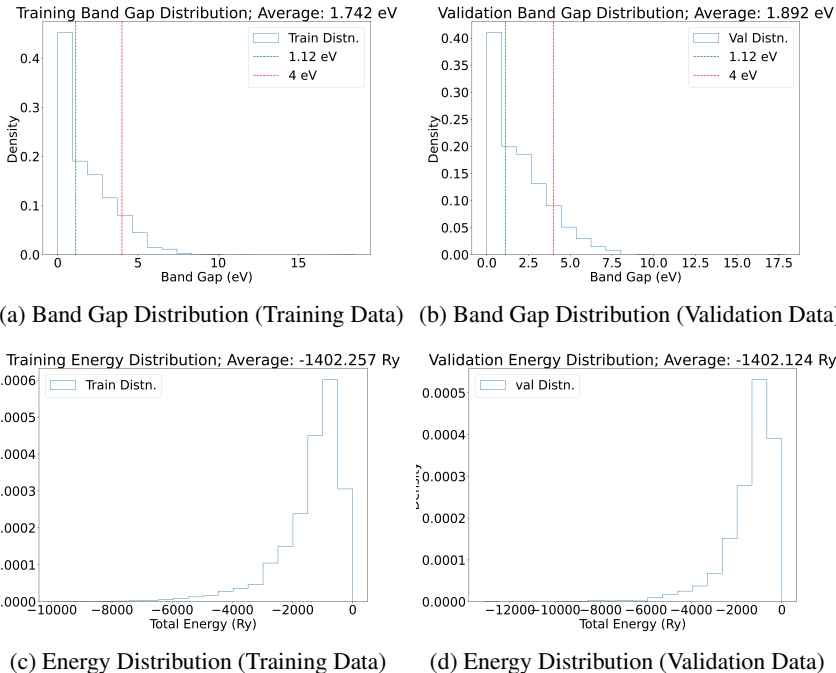 Training Band Gap Distribution; Average: 1.742 eV
Train Distn.
1.12 eV
4 eV
Density
0.4
0.3
0.2
0.1
0.0
0 5 10 15
Band Gap (eV)
(a) Band Gap Distribution (Training Data)
Validation Band Gap Distribution; Average: 1.892 eV
Val Distn.
1.12 eV
4 eV
Density
0.40
0.35
0.30
0.25
0.20
0.15
0.10
0.05
0.00
0.0 2.5 5.0 7.5 10.0 12.5 15.0 17.5
Band Gap (eV)
(b) Band Gap Distribution (Validation Data)
Training Energy Distribution; Average: -1402.257 Ry
Train Distn.
.0006
.0005
.0004
.0003
.0002
.0001
.0000
−10000 −8000 −6000 −4000 −2000 0
Total Energy (Ry)
(c) Energy Distribution (Training Data)
Validation Energy Distribution; Average: -1402.124 Ry
val Distn.
Density
0.0005
0.0004
0.0003
0.0002
0.0001
0.0000
−12000 −10000 −8000 −6000 −4000 −2000 0
Total Energy (Ry)
(d) Energy Distribution (Validation Data)